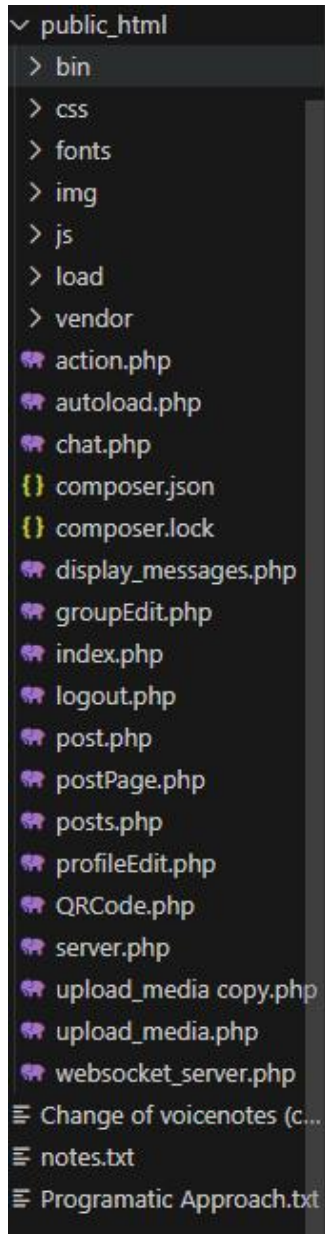 public_html
bin
css
fonts
img
js
load
vendor
action.php
autoload.php
chat.php
{} composer.json
{} composer.lock
display_messages.php
groupEdit.php
index.php
logout.php
post.php
postPage.php
posts.php
profileEdit.php
QRCode.php
server.php
upload_media copy.php
upload_media.php
websocket_server.php
Change of voicenotes (c...
notes.txt
Programatic Approach.txt